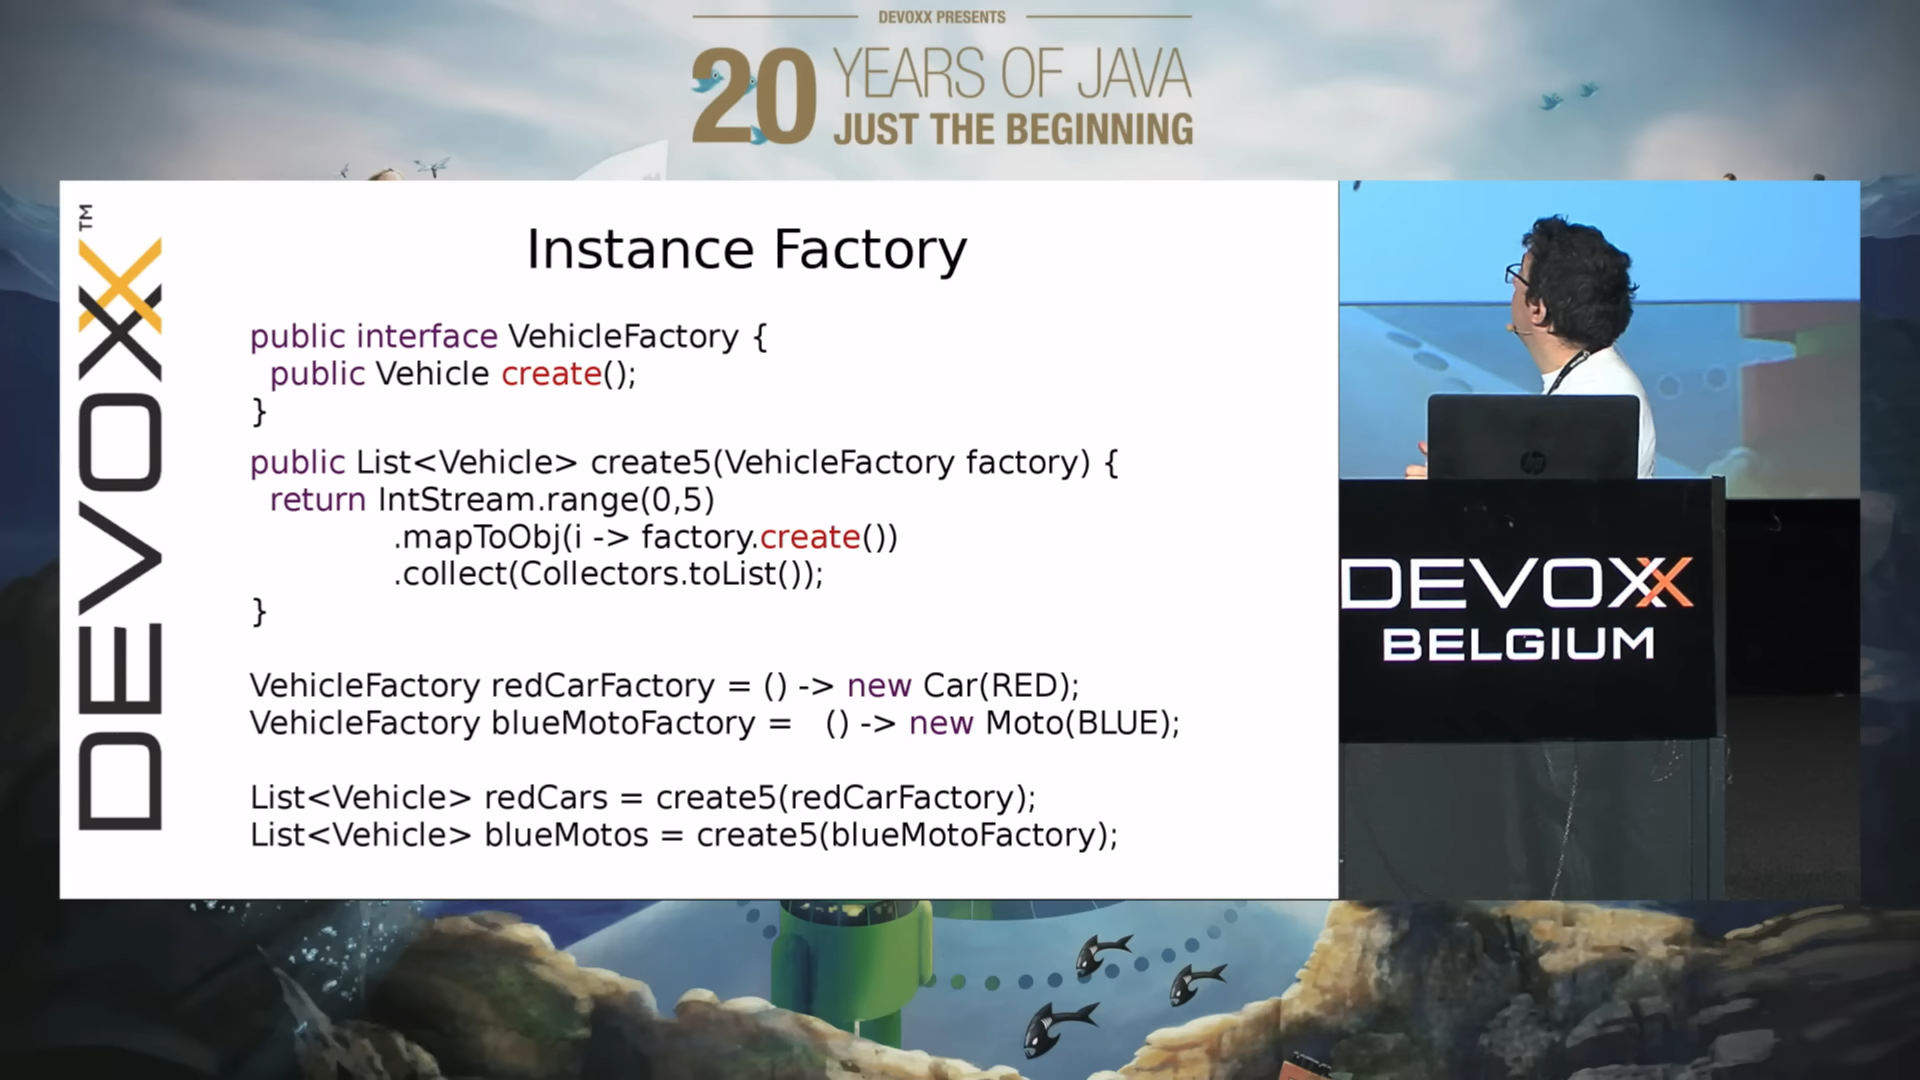 DEVOXX PRESENTS
20 YEARS OF JAVA
JUST THE BEGINNING
DEVOXX™
Instance Factory
public interface VehicleFactory {
  public Vehicle create();
}
public List<Vehicle> create5(VehicleFactory factory) {
  return IntStream.range(0,5)
            .mapToObj(i -> factory.create())
            .collect(Collectors.toList());
}
VehicleFactory redCarFactory = () -> new Car(RED);
VehicleFactory blueMotoFactory =   () -> new Moto(BLUE);
List<Vehicle> redCars = create5(redCarFactory);
List<Vehicle> blueMotos = create5(blueMotoFactory);
hp
DEVOXX
BELGIUM